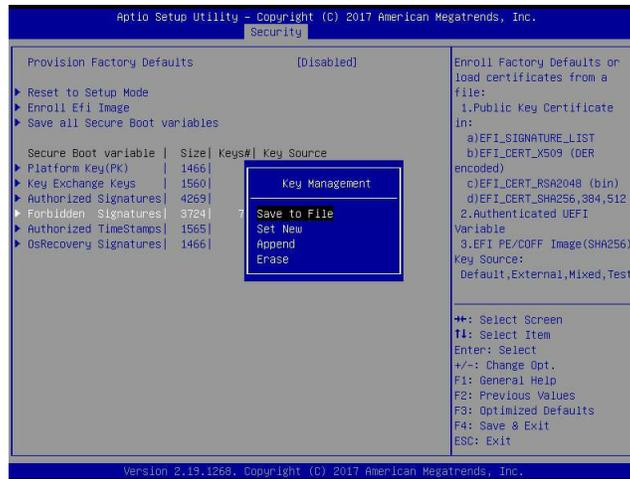 Aptio Setup Utility – Copyright (C) 2017 American Megatrends, Inc.
Security
Provision Factory Defaults [Disabled]
Reset to Setup Mode
Enroll Efi Image
Save all Secure Boot variables
Secure Boot variable | Size| Keys#| Key Source
Platform Key(PK) | 1466|
Key Exchange Keys | 1560|
Authorized Signatures| 4269|
Forbidden Signatures| 3724| 7
Authorized TimeStamps| 1565|
OsRecovery Signatures| 1466|
Key Management
Save to File
Set New
Append
Erase
Enroll Factory Defaults or
load certificates from a
file:
1.Public Key Certificate
in:
a)EFI_SIGNATURE_LIST
b)EFI_CERT_X509 (DER
encoded)
c)EFI_CERT_RSA2048 (bin)
d)EFI_CERT_SHA256,384,512
2.Authenticated UEFI
Variable
3.EFI PE/COFF Image(SHA256)
Key Source:
Default,External,Mixed,Test
→←: Select Screen
↑↓: Select Item
Enter: Select
+/-: Change Opt.
F1: General Help
F2: Previous Values
F3: Optimized Defaults
F4: Save & Exit
ESC: Exit
Version 2.19.1268. Copyright (C) 2017 American Megatrends, Inc.